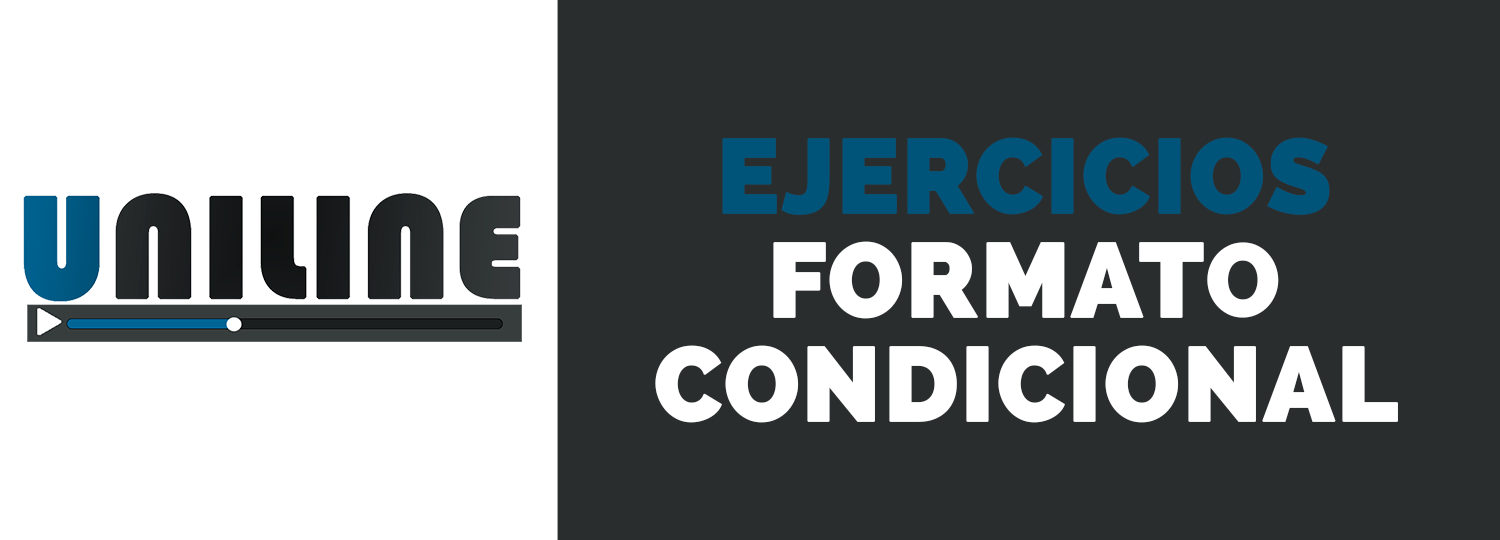 UNILINE
EJERCICIOS
FORMATO
CONDICIONAL